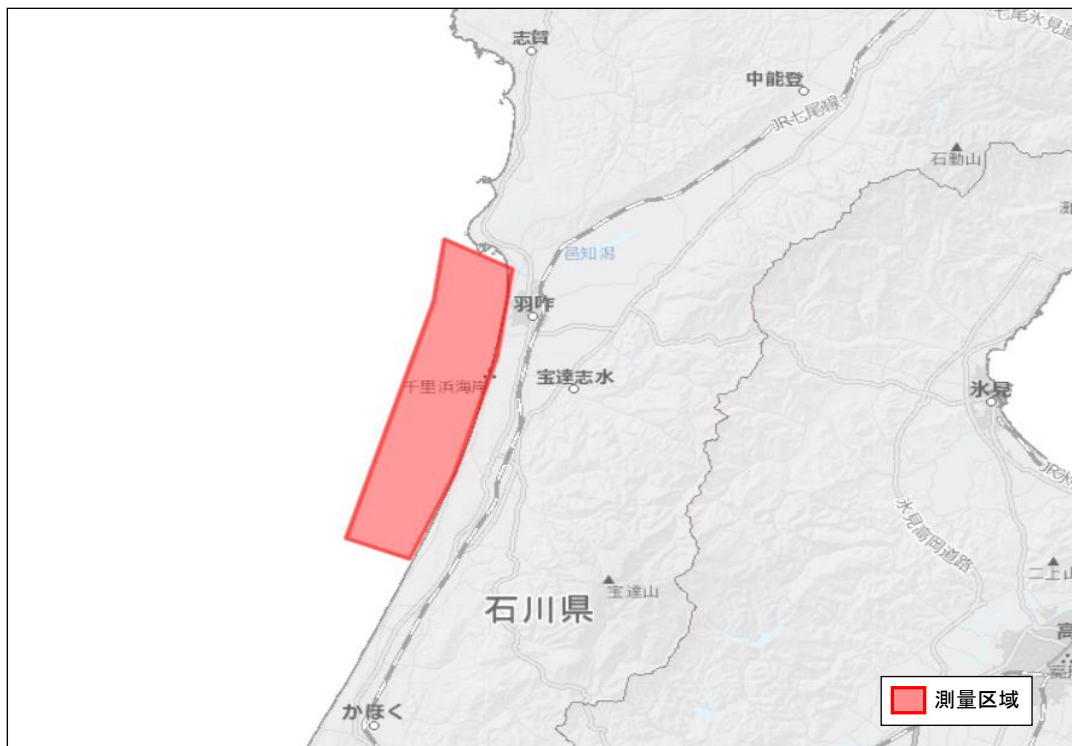 七尾氷見道
志賀
中能登
JR七尾線
石動山
邑知潟
羽咋
千里浜海岸
宝達志水
氷見
氷見高岡道路
二上山
宝達山
石川県
かほく
測量区域